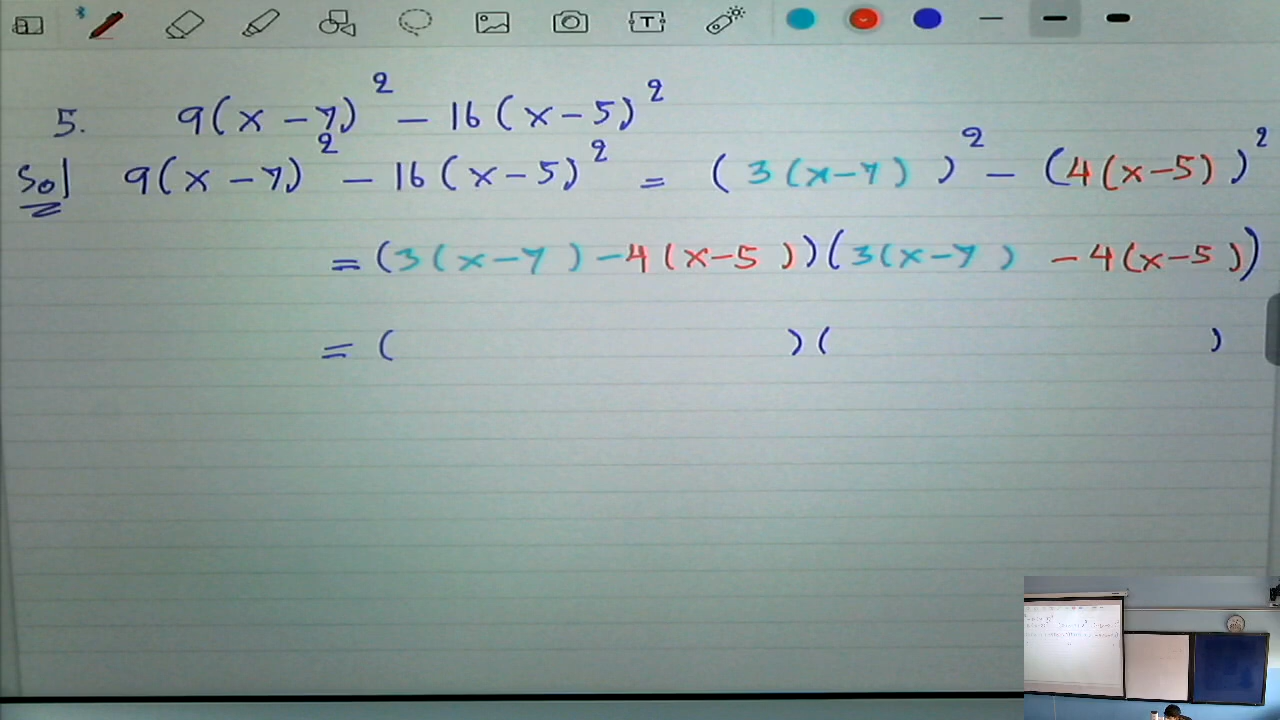 T
5. 9(x-7)² - 16(x-5)²
Sol 9(x-7)² - 16(x-5)² = (3(x-7))² - (4(x-5))²
= (3(x-7) - 4(x-5))(3(x-7) - 4(x-5))
= ( )( )